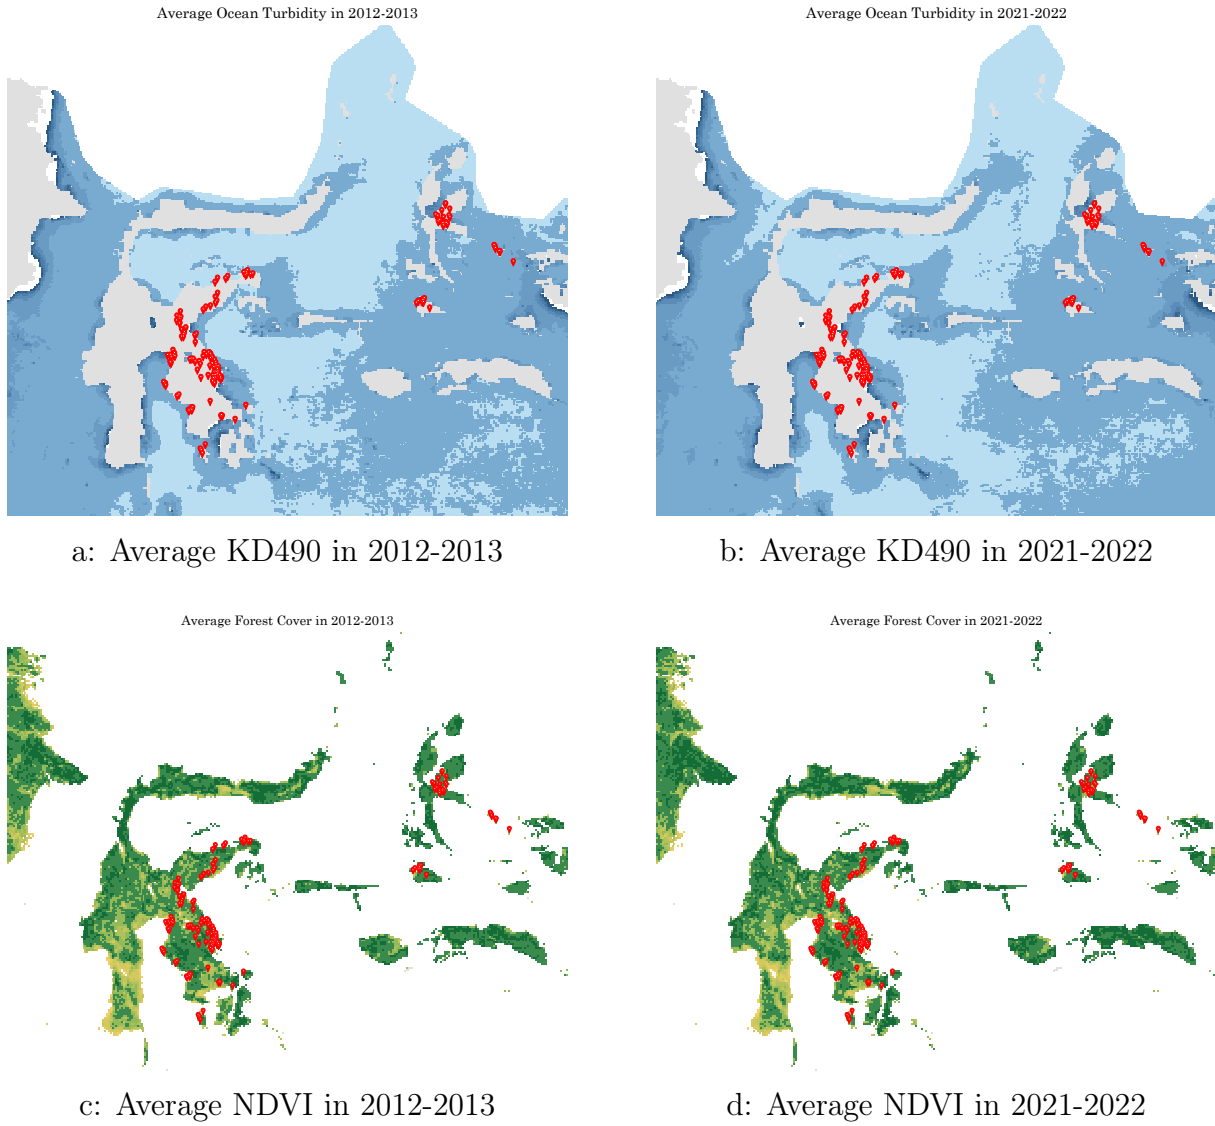 Average Ocean Turbidity in 2012-2013
Average Ocean Turbidity in 2021-2022
a: Average KD490 in 2012-2013
b: Average KD490 in 2021-2022
Average Forest Cover in 2012-2013
Average Forest Cover in 2021-2022
c: Average NDVI in 2012-2013
d: Average NDVI in 2021-2022